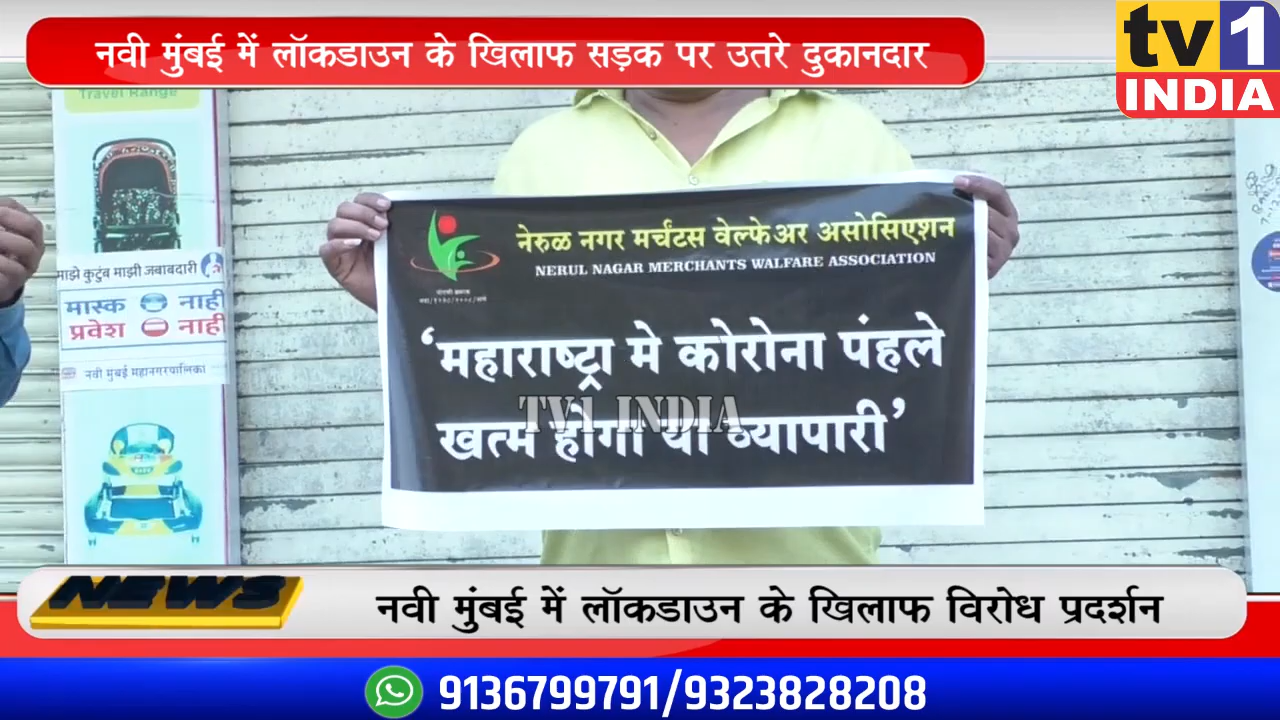 नवी मुंबई में लॉकडाउन के खिलाफ सड़क पर उतरे दुकानदार
tv1
INDIA
Travel Range
माझे कुटुंब माझी जबाबदारी
मास्क नाही
प्रवेश नाही
नवी मुंबई महानगरपालिका
नेरुळ नगर मर्चंटस वेल्फेअर असोसिएशन
NERUL NAGAR MERCHANTS WALFARE ASSOCIATION
'महाराष्ट्रा मे कोरोना पंहले
खत्म होगा या व्यापारी'
TV1 INDIA
NEWS
नवी मुंबई में लॉकडाउन के खिलाफ विरोध प्रदर्शन
9136799791/9323828208